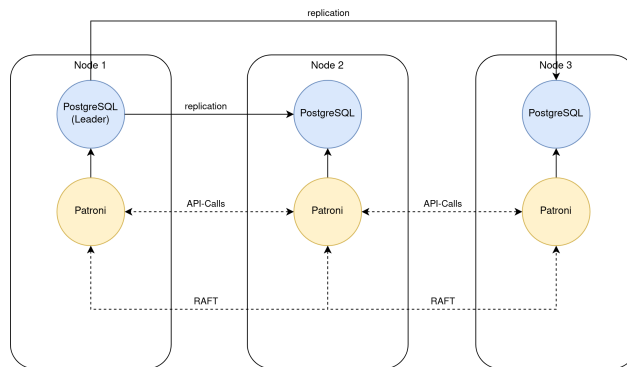 replication
Node 1
Node 2
Node 3
PostgreSQL
(Leader)
replication
PostgreSQL
PostgreSQL
Patroni
API-Calls
Patroni
API-Calls
Patroni
RAFT
RAFT